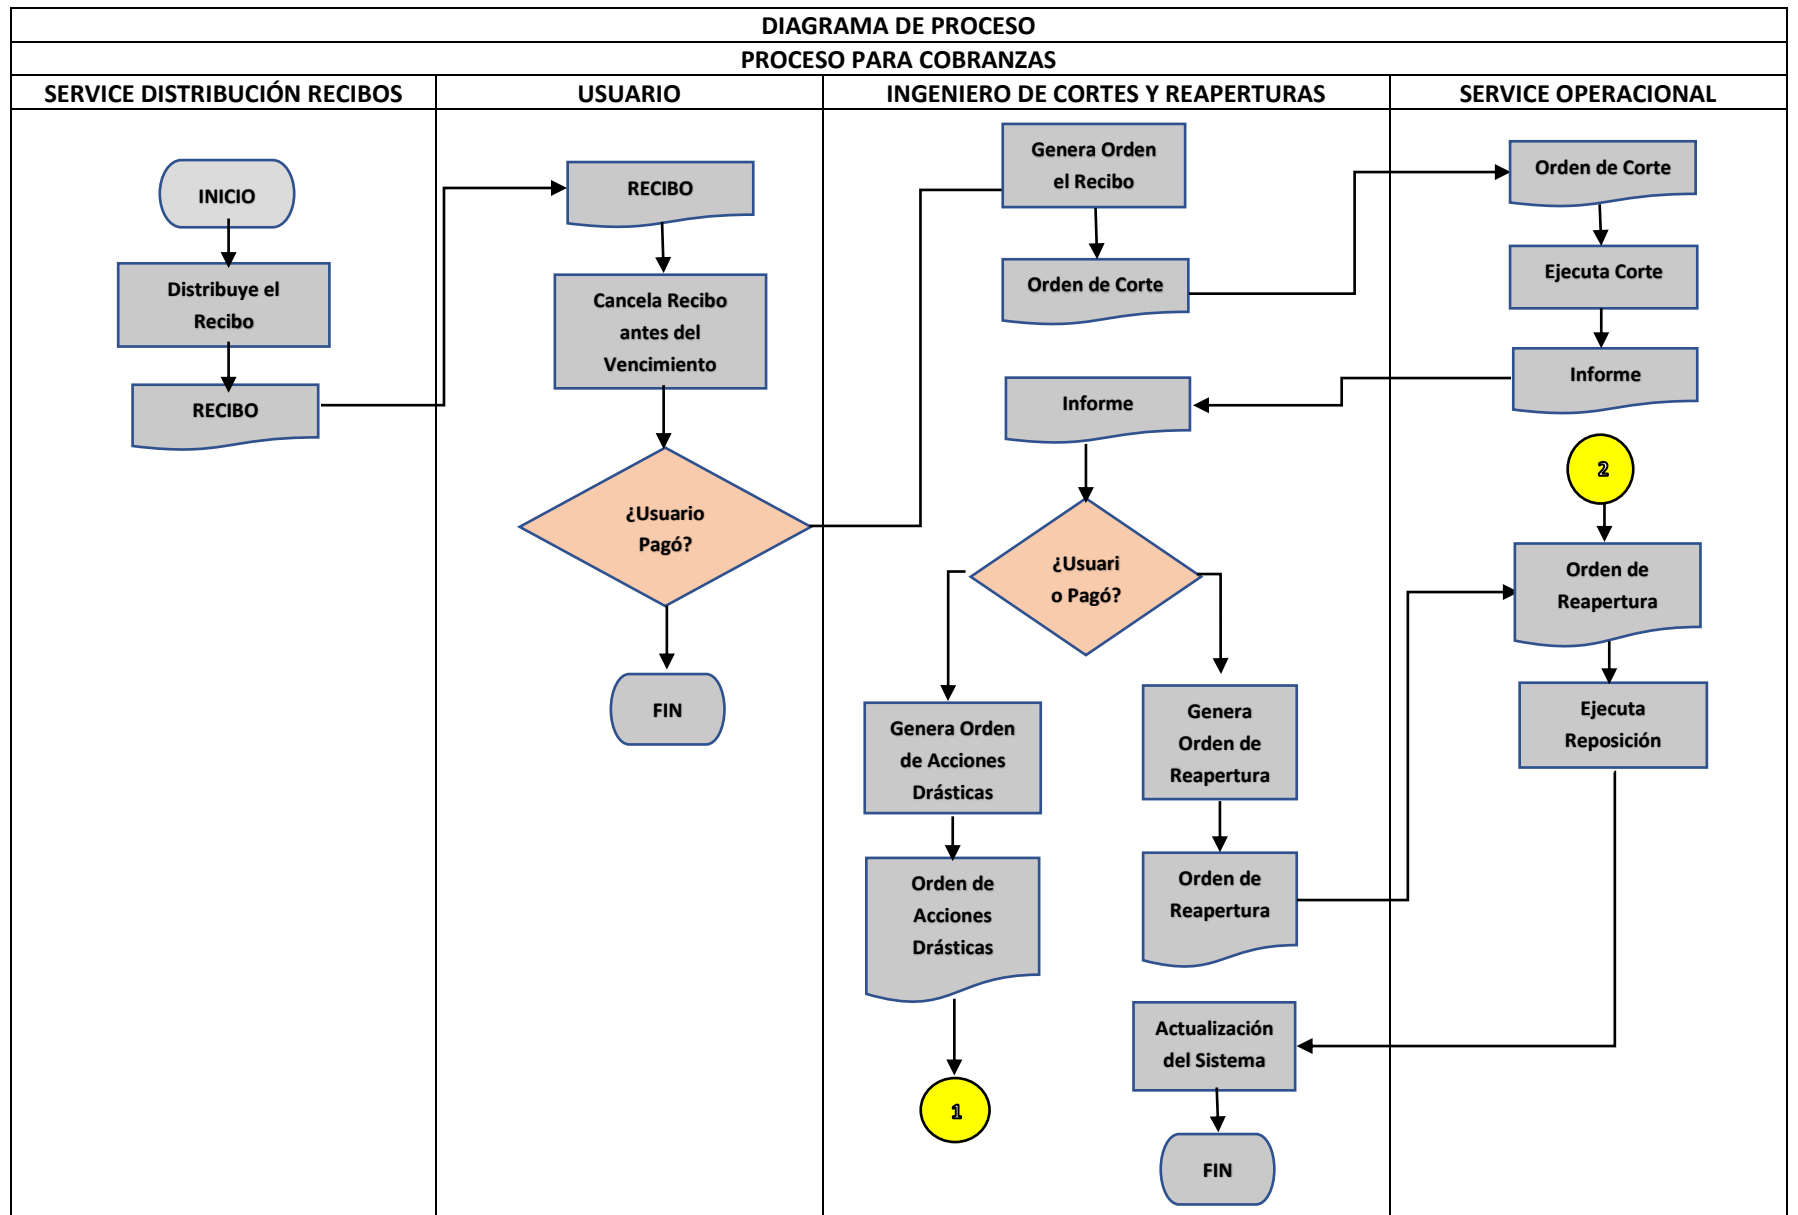 DIAGRAMA DE PROCESO
PROCESO PARA COBRANZAS
SERVICE DISTRIBUCIÓN RECIBOS
USUARIO
INGENIERO DE CORTES Y REAPERTURAS
SERVICE OPERACIONAL
INICIO
Distribuye el
Recibo
RECIBO
RECIBO
Cancela Recibo
antes del
Vencimiento
¿Usuario
Pagó?
FIN
Genera Orden
el Recibo
Orden de Corte
Informe
¿Usuari
o Pagó?
Genera Orden
de Acciones
Drásticas
Orden de
Acciones
Drásticas
1
Genera
Orden de
Reapertura
Orden de
Reapertura
Actualización
del Sistema
FIN
Orden de Corte
Ejecuta Corte
Informe
2
Orden de
Reapertura
Ejecuta
Reposición